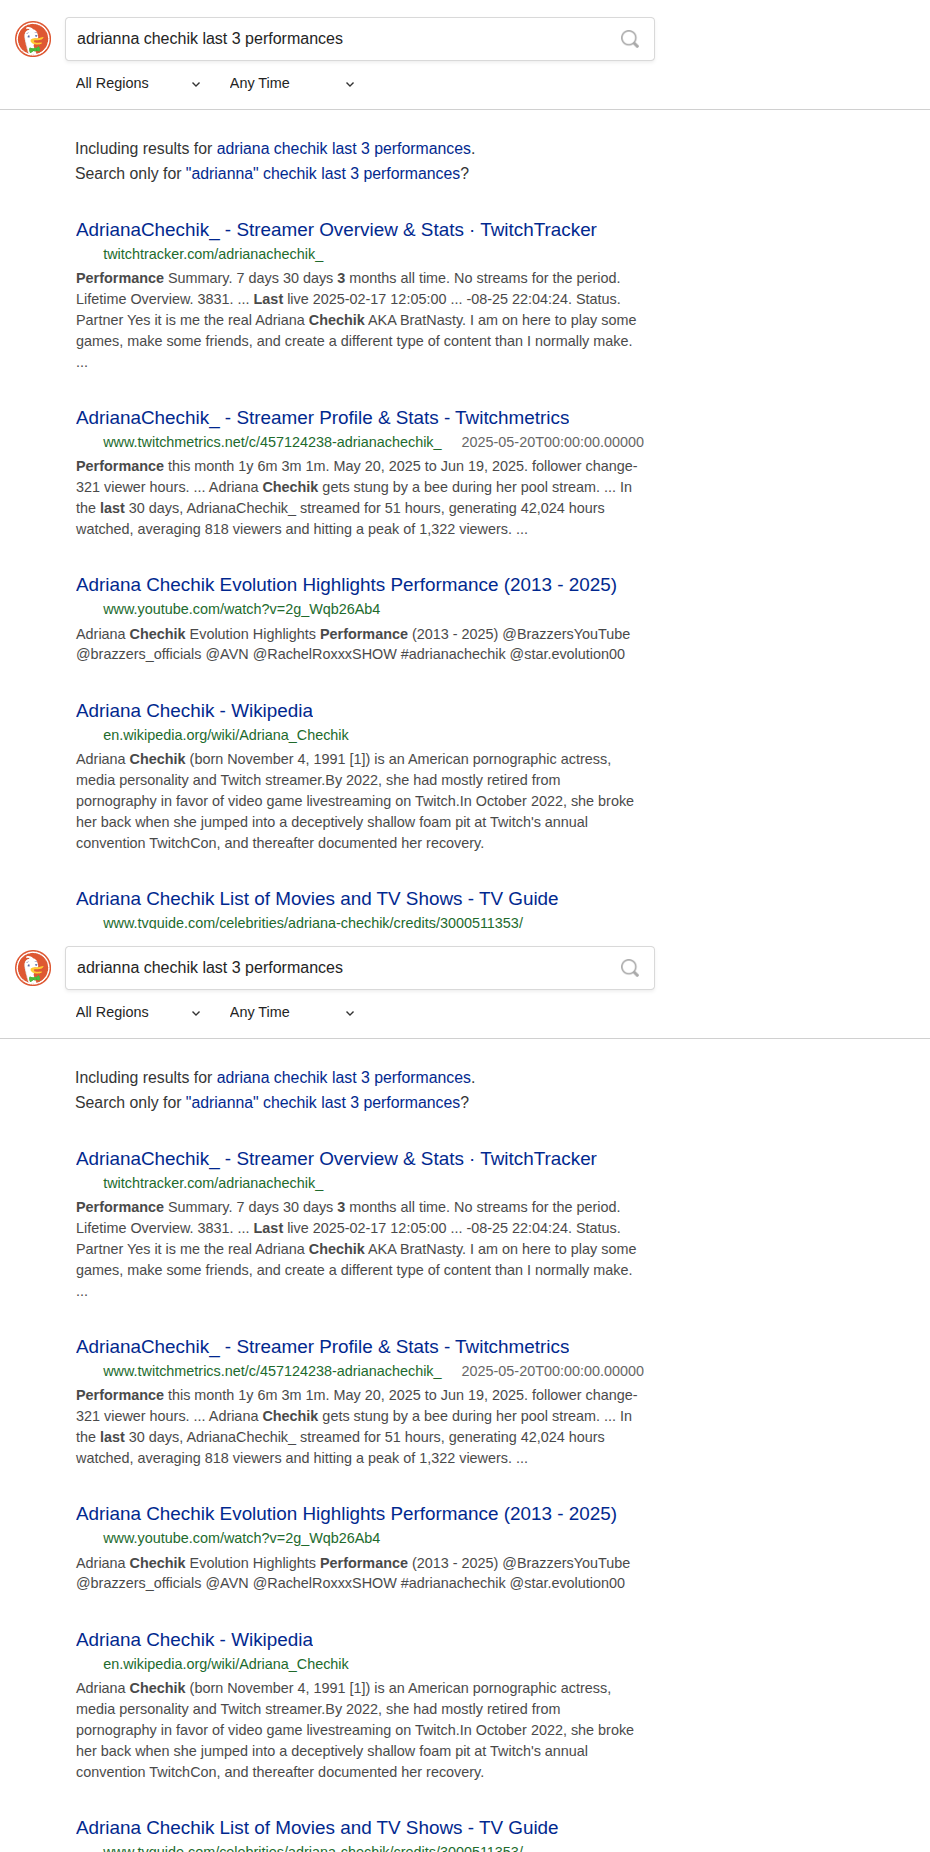 adrianna chechik last 3 performances
All Regions Any Time
Including results for adriana chechik last 3 performances.
Search only for "adrianna" chechik last 3 performances?
AdrianaChechik_ - Streamer Overview & Stats · TwitchTracker
twitchtracker.com/adrianachechik_
Performance Summary. 7 days 30 days 3 months all time. No streams for the period.
Lifetime Overview. 3831. ... Last live 2025-02-17 12:05:00 ... -08-25 22:04:24. Status.
Partner Yes it is me the real Adriana Chechik AKA BratNasty. I am on here to play some
games, make some friends, and create a different type of content than I normally make.
...
AdrianaChechik_ - Streamer Profile & Stats - Twitchmetrics
www.twitchmetrics.net/c/457124238-adrianachechik_ 2025-05-20T00:00:00.00000
Performance this month 1y 6m 3m 1m. May 20, 2025 to Jun 19, 2025. follower change-
321 viewer hours. ... Adriana Chechik gets stung by a bee during her pool stream. ... In
the last 30 days, AdrianaChechik_ streamed for 51 hours, generating 42,024 hours
watched, averaging 818 viewers and hitting a peak of 1,322 viewers. ...
Adriana Chechik Evolution Highlights Performance (2013 - 2025)
www.youtube.com/watch?v=2g_Wqb26Ab4
Adriana Chechik Evolution Highlights Performance (2013 - 2025) @BrazzersYouTube
@brazzers_officials @AVN @RachelRoxxxSHOW #adrianachechik @star.evolution00
Adriana Chechik - Wikipedia
en.wikipedia.org/wiki/Adriana_Chechik
Adriana Chechik (born November 4, 1991 [1]) is an American pornographic actress,
media personality and Twitch streamer.By 2022, she had mostly retired from
pornography in favor of video game livestreaming on Twitch.In October 2022, she broke
her back when she jumped into a deceptively shallow foam pit at Twitch's annual
convention TwitchCon, and thereafter documented her recovery.
Adriana Chechik List of Movies and TV Shows - TV Guide
www.tvguide.com/celebrities/adriana-chechik/credits/3000511353/
adrianna chechik last 3 performances
All Regions Any Time
Including results for adriana chechik last 3 performances.
Search only for "adrianna" chechik last 3 performances?
AdrianaChechik_ - Streamer Overview & Stats · TwitchTracker
twitchtracker.com/adrianachechik_
Performance Summary. 7 days 30 days 3 months all time. No streams for the period.
Lifetime Overview. 3831. ... Last live 2025-02-17 12:05:00 ... -08-25 22:04:24. Status.
Partner Yes it is me the real Adriana Chechik AKA BratNasty. I am on here to play some
games, make some friends, and create a different type of content than I normally make.
...
AdrianaChechik_ - Streamer Profile & Stats - Twitchmetrics
www.twitchmetrics.net/c/457124238-adrianachechik_ 2025-05-20T00:00:00.00000
Performance this month 1y 6m 3m 1m. May 20, 2025 to Jun 19, 2025. follower change-
321 viewer hours. ... Adriana Chechik gets stung by a bee during her pool stream. ... In
the last 30 days, AdrianaChechik_ streamed for 51 hours, generating 42,024 hours
watched, averaging 818 viewers and hitting a peak of 1,322 viewers. ...
Adriana Chechik Evolution Highlights Performance (2013 - 2025)
www.youtube.com/watch?v=2g_Wqb26Ab4
Adriana Chechik Evolution Highlights Performance (2013 - 2025) @BrazzersYouTube
@brazzers_officials @AVN @RachelRoxxxSHOW #adrianachechik @star.evolution00
Adriana Chechik - Wikipedia
en.wikipedia.org/wiki/Adriana_Chechik
Adriana Chechik (born November 4, 1991 [1]) is an American pornographic actress,
media personality and Twitch streamer.By 2022, she had mostly retired from
pornography in favor of video game livestreaming on Twitch.In October 2022, she broke
her back when she jumped into a deceptively shallow foam pit at Twitch's annual
convention TwitchCon, and thereafter documented her recovery.
Adriana Chechik List of Movies and TV Shows - TV Guide
www.tvguide.com/celebrities/adriana-chechik/credits/3000511353/